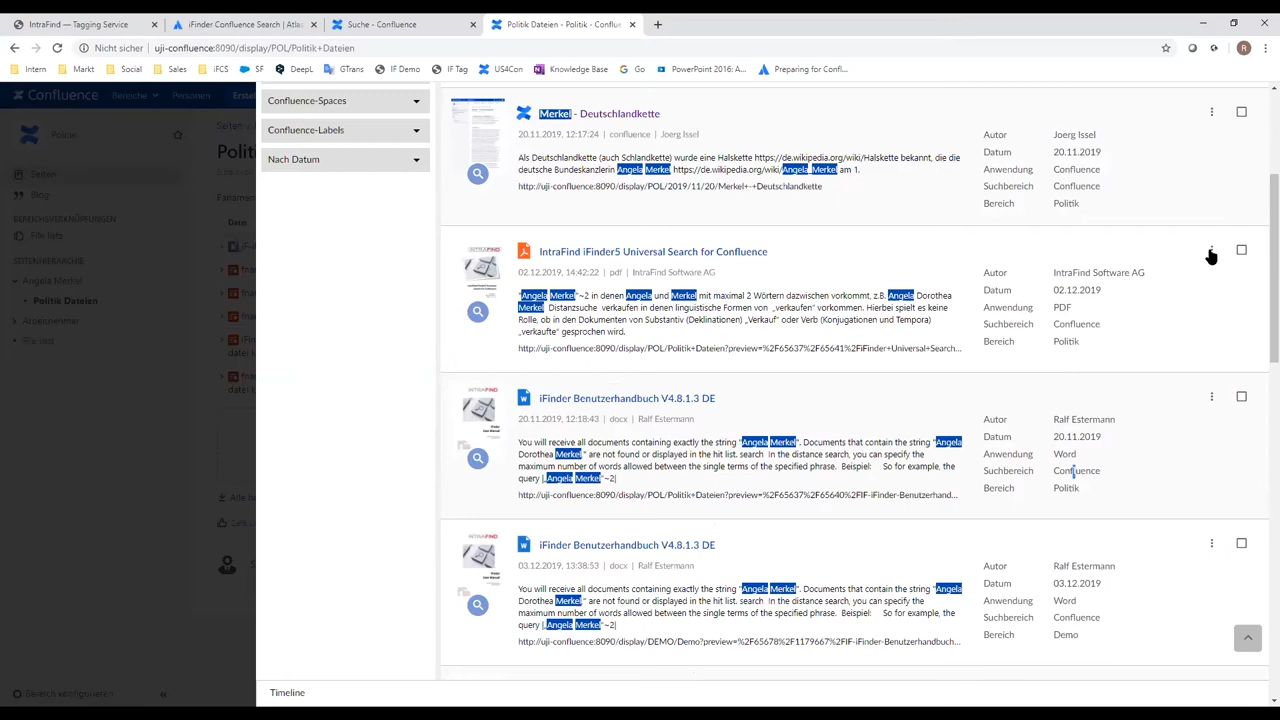 IntraFind — Tagging Service
iFinder Confluence Search | Atlas
Suche - Confluence
Politik Dateien - Politik - Conflu
Nicht sicher | uji-confluence:8090/display/POL/Politik+Dateien
Intern Markt Social Sales iFCS SF DeepL GTrans IF Demo IF Tag US4Con Knowledge Base Go PowerPoint 2016: A... Preparing for Confl...
Confluence Bereiche Personen Erste
Politik
Seiten
Blog
BEREICHSVERKNÜPFUNGEN
File lists
SEITENHIERARCHIE
Angela Merkel
Politik Dateien
Bereich konfigurieren
Confluence-Spaces
Confluence-Labels
Nach Datum
Merkel - Deutschlandkette
20.11.2019, 12:17:24 | confluence | Joerg Issel
Als Deutschlandkette (auch Schlandkette) wurde eine Halskette https://de.wikipedia.org/wiki/Halskette bekannt, die die
deutsche Bundeskanzlerin Angela Merkel https://de.wikipedia.org/wiki/Angela_Merkel am 1.
http://uji-confluence:8090/display/POL/2019/11/20/Merkel+-+Deutschlandkette
Autor Joerg Issel
Datum 20.11.2019
Anwendung Confluence
Suchbereich Confluence
Bereich Politik
IntraFind iFinder5 Universal Search for Confluence
02.12.2019, 14:42:22 | pdf | IntraFind Software AG
"Angela Merkel"~2 in denen Angela und Merkel mit maximal 2 Wörtern dazwischen vorkommt, z.B. Angela Dorothea
Merkel Distanzsuche verkaufen in denen linguistische Formen von „verkaufen“ vorkommen. Hierbei spielt es keine
Rolle, ob in den Dokumenten von Substantiv (Deklinationen) „Verkauf“ oder Verb (Konjugationen und Tempora)
„verkaufte“ gesprochen wird.
http://uji-confluence:8090/display/POL/Politik+Dateien?preview=%2F65637%2F65641%2FiFinder+Universal+Search...
Autor IntraFind Software AG
Datum 02.12.2019
Anwendung PDF
Suchbereich Confluence
Bereich Politik
iFinder Benutzerhandbuch V4.8.1.3 DE
20.11.2019, 12:18:43 | docx | Ralf Estermann
You will receive all documents containing exactly the string "Angela Merkel". Documents that contain the string "Angela
Dorothea Merkel" are not found or displayed in the hit list. search In the distance search, you can specify the
maximum number of words allowed between the single terms of the specified phrase. Beispiel: So for example, the
query |„Angela Merkel"~2|
http://uji-confluence:8090/display/POL/Politik+Dateien?preview=%2F65637%2F65640%2FIF-iFinder-Benutzerhand...
Autor Ralf Estermann
Datum 20.11.2019
Anwendung Word
Suchbereich Confluence
Bereich Politik
iFinder Benutzerhandbuch V4.8.1.3 DE
03.12.2019, 13:38:53 | docx | Ralf Estermann
You will receive all documents containing exactly the string "Angela Merkel". Documents that contain the string "Angela
Dorothea Merkel" are not found or displayed in the hit list. search In the distance search, you can specify the
maximum number of words allowed between the single terms of the specified phrase. Beispiel: So for example, the
query |„Angela Merkel"~2|
http://uji-confluence:8090/display/DEMO/Demo?preview=%2F65678%2F1179667%2FIF-iFinder-Benutzerhandbuch...
Autor Ralf Estermann
Datum 03.12.2019
Anwendung Word
Suchbereich Confluence
Bereich Demo
Timeline